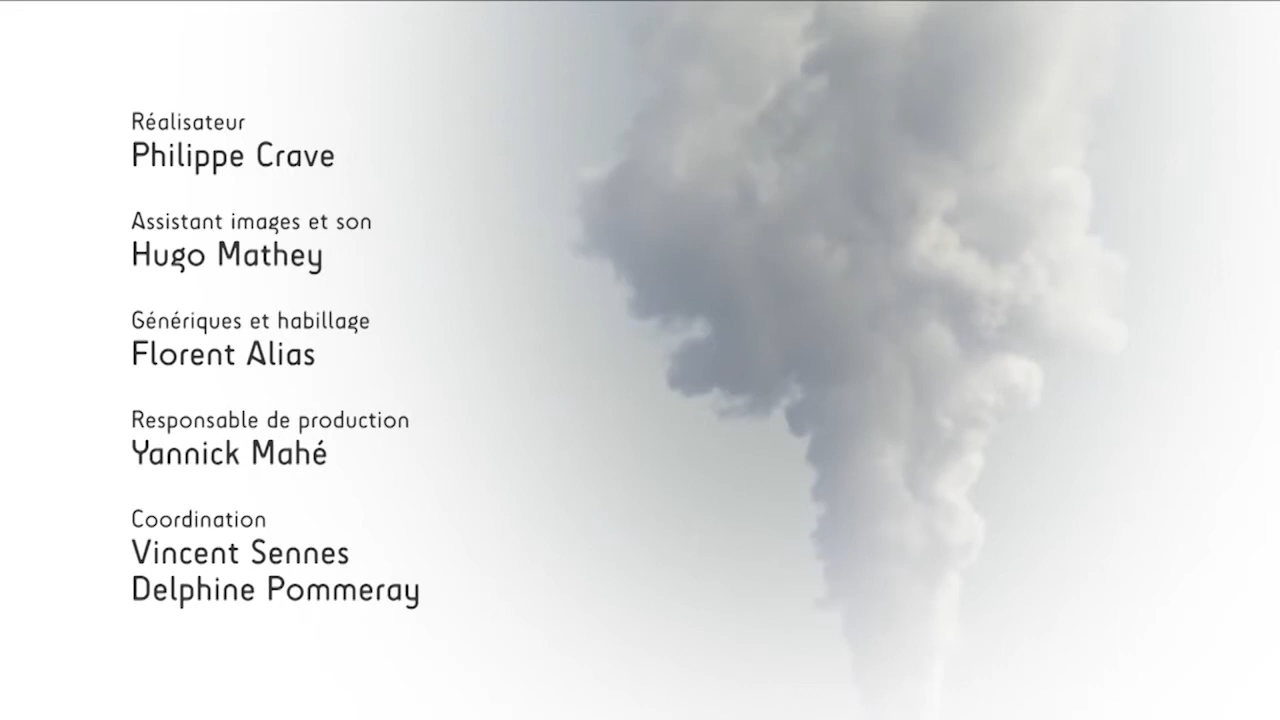 Réalisateur
Philippe Crave
Assistant images et son
Hugo Mathey
Génériques et habillage
Florent Alias
Responsable de production
Yannick Mahé
Coordination
Vincent Sennes
Delphine Pommeray